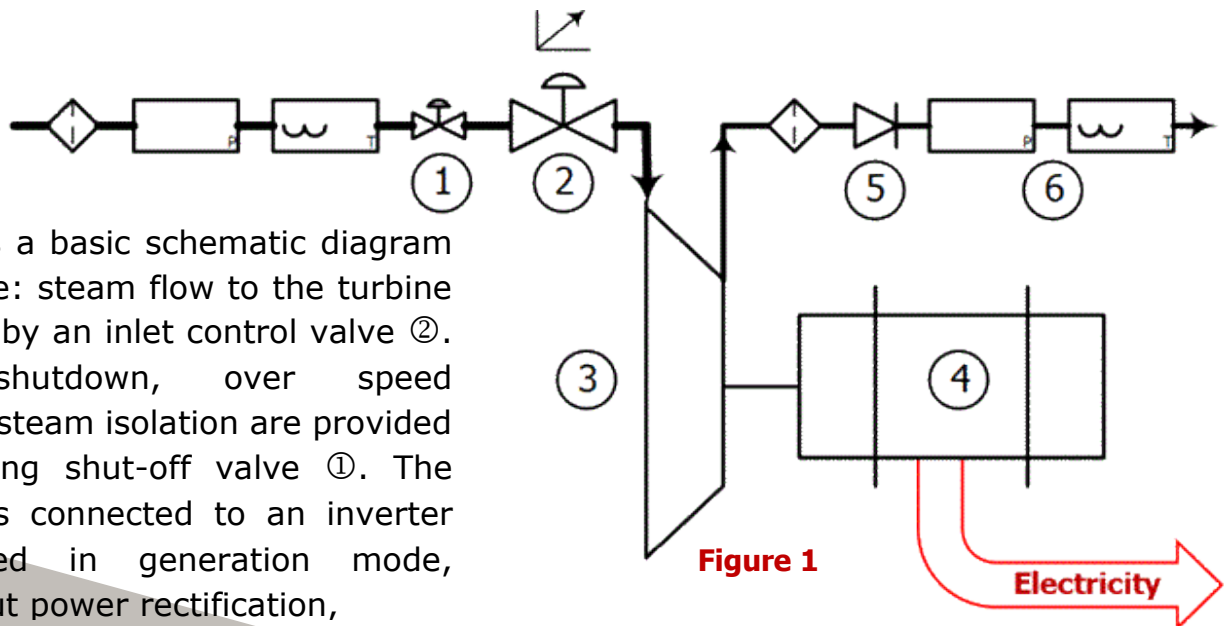 P
T
P
T
1
2
5
6
s a basic schematic diagram
e: steam flow to the turbine
by an inlet control valve ②.
shutdown, over speed
steam isolation are provided
ng shut-off valve ①. The
s connected to an inverter
ed in generation mode,
ut power rectification,
3
4
Figure 1
Electricity